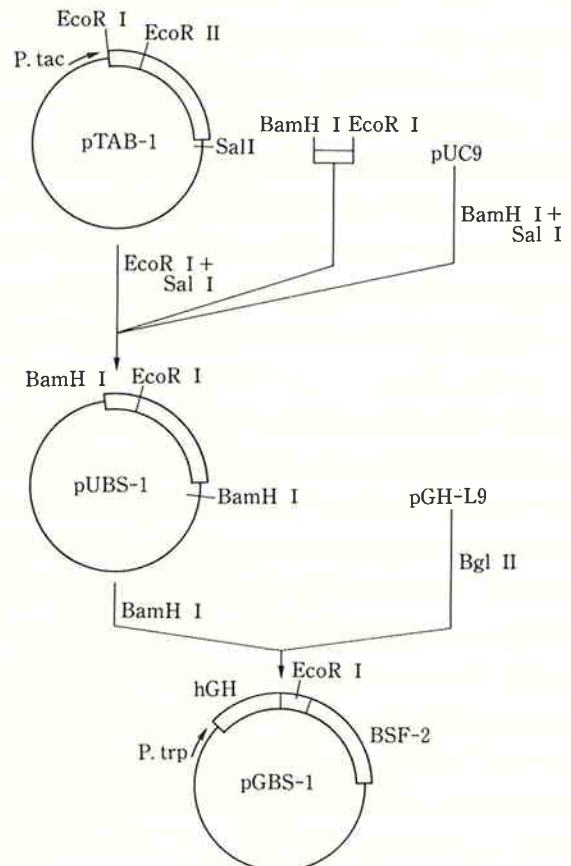 EcoR I
EcoR II
P. tac
pTAB-1
SalI
BamH I EcoR I
pUC9
BamH I+
Sal I
EcoR I+
Sal I
BamH I
EcoR I
pUBS-1
BamH I
pGH-L9
Bgl II
BamH I
EcoR I
hGH
BSF-2
P. trp
pGBS-1